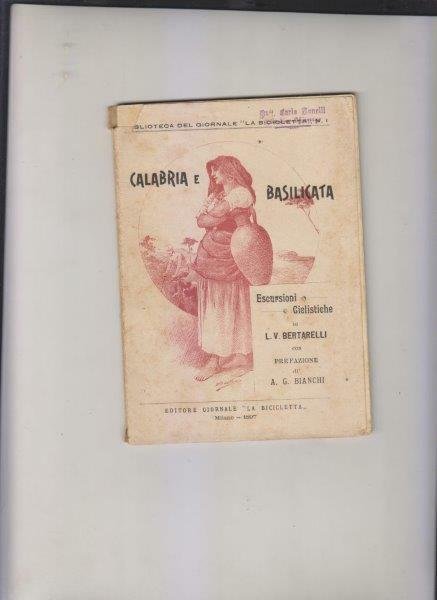 BLIOTECA DEL GIORNALE "LA BICICLETTA„ N. 1
CALABRIA E BASILICATA
Escursioni
Ciclistiche
DI
L. V. BERTARELLI
con
PREFAZIONE
di
A. G. BIANCHI
EDITORE GIORNALE "LA BICICLETTA„
Milano — 1897